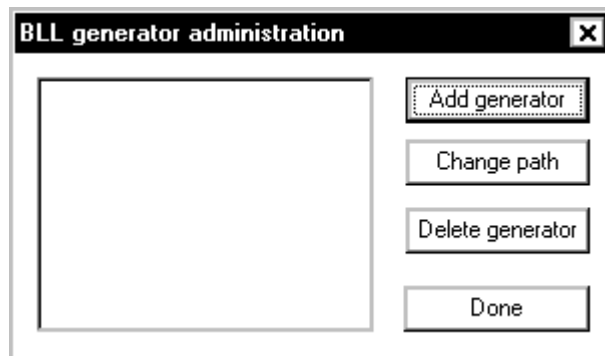 BLL generator administration
Add generator
Change path
Delete generator
Done